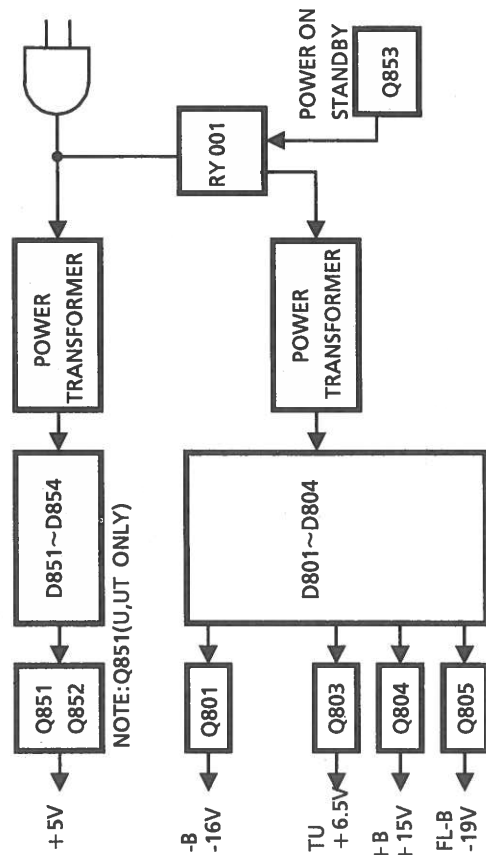 POWER ON
STANDBY
Q853
RY 001
POWER
TRANSFORMER
POWER
TRANSFORMER
D851~D854
NOTE:Q851(U,UT ONLY)
D801~D804
Q851
Q852
Q801
Q803
Q804
Q805
+5V
-B
-16V
TU
+6.5V
+B
+15V
FL-B
-19V